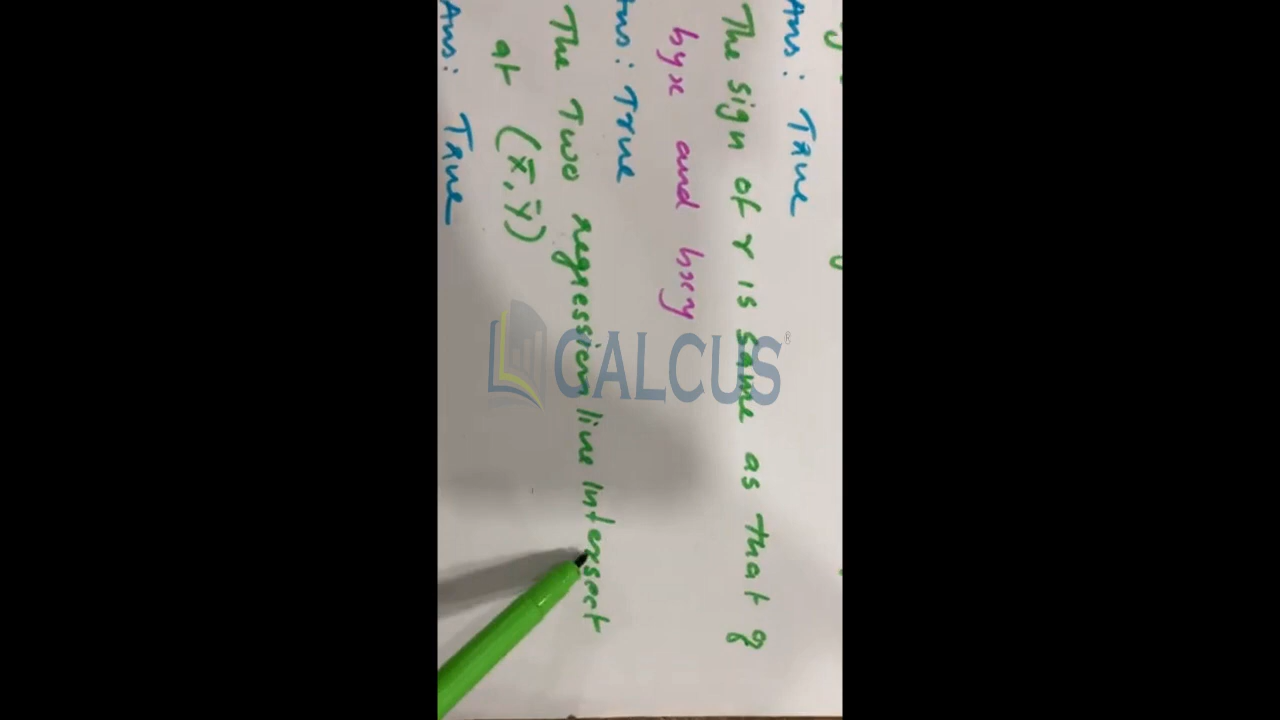 Ans: True
The sign of r is same as that of
byx and bxy
Ans: True
The Two regression line intersect
at (x̄, ȳ)
Ans: True
CALCUS®